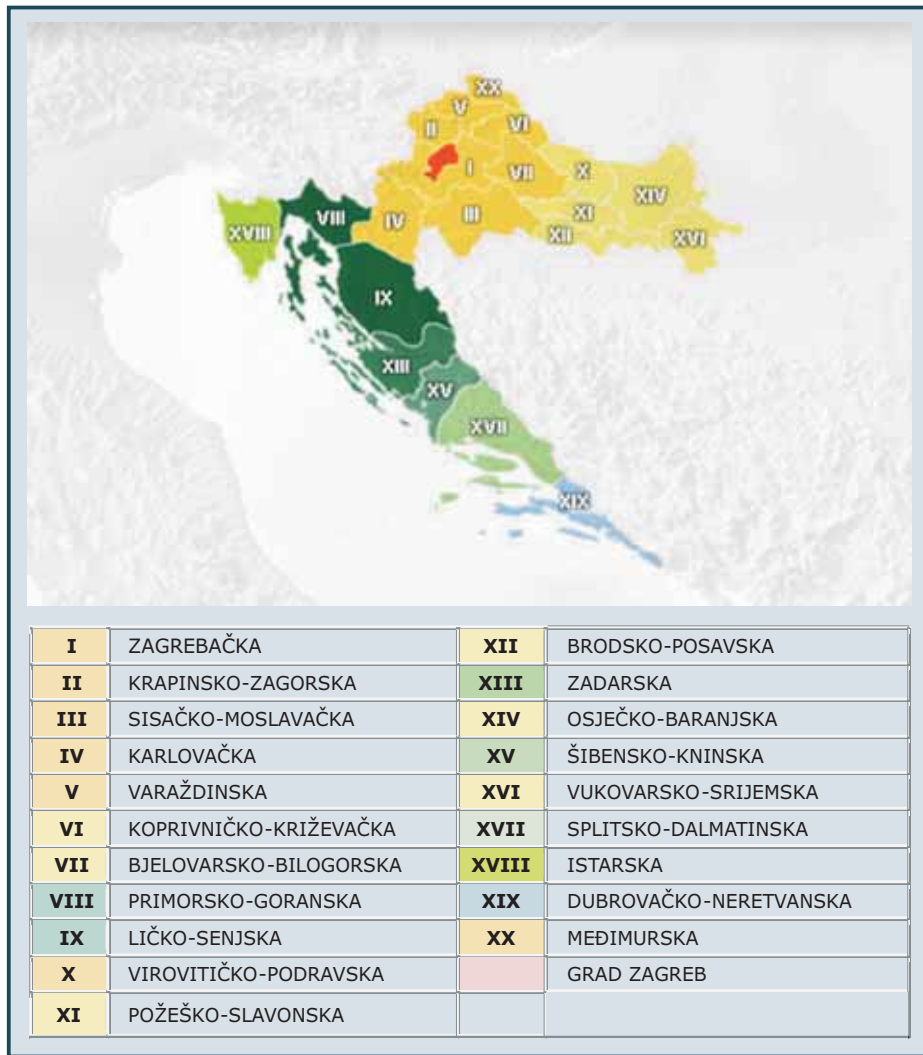 XX
V
II
VI
I
VII
X
XIV
XVIII
VIII
IV
III
XI
XII
XVI
IX
XIII
XV
XVII
XIX
I ZAGREBAČKA XII BRODSKO-POSAVSKA
II KRAPINSKO-ZAGORSKA XIII ZADARSKA
III SISAČKO-MOSLAVAČKA XIV OSJEČKO-BARANJSKA
IV KARLOVAČKA XV ŠIBENSKO-KNINSKA
V VARAŽDINSKA XVI VUKOVARSKO-SRIJEMSKA
VI KOPRIVNIČKO-KRIŽEVAČKA XVII SPLITSKO-DALMATINSKA
VII BJELOVARSKO-BILOGORSKA XVIII ISTARSKA
VIII PRIMORSKO-GORANSKA XIX DUBROVAČKO-NERETVANSKA
IX LIČKO-SENJSKA XX MEĐIMURSKA
X VIROVITIČKO-PODRAVSKA GRAD ZAGREB
XI POŽEŠKO-SLAVONSKA